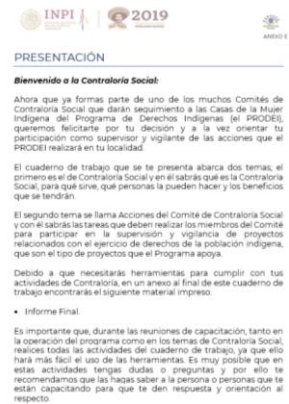 INPI
2019
ANEXO E
PRESENTACIÓN
Bienvenido a la Contraloría Social:
Ahora que ya formas parte de uno de los muchos Comités de
Contraloría Social que darán seguimiento a las Casas de la Mujer
Indígena del Programa de Derechos Indígenas (el PRODEI),
queremos felicitarte por tu decisión y a la vez orientar tu
participación como supervisor y vigilante de las acciones que el
PRODEI realizará en tu localidad.
El cuaderno de trabajo que se te presenta abarca dos temas, el
primero es el de Contraloría Social y en él sabrás qué es la Contraloría
Social, para qué sirve, qué personas la pueden hacer y los beneficios
que se tendrán.
El segundo tema se llama Acciones del Comité de Contraloría Social
y con él sabrás las tareas que deben realizar los miembros del Comité
para participar en la supervisión y vigilancia de proyectos
relacionados con el ejercicio de derechos de la población indígena,
que son el tipo de proyectos que el Programa apoya.
Debido a que necesitarás herramientas para cumplir con tus
actividades de Contraloría, en un anexo al final de este cuaderno de
trabajo encontrarás el siguiente material impreso.
• Informe Final.
Es importante que, durante las reuniones de capacitación, tanto en
la operación del programa como en los temas de Contraloría Social,
realices todas las actividades del cuaderno de trabajo, ya que ello
hará más fácil el uso de las herramientas. Es muy posible que en
estas actividades tengas dudas o preguntas y por ello te
recomendamos que las hagas saber a la persona o personas que te
están capacitando para que te den respuesta y orientación al
respecto.